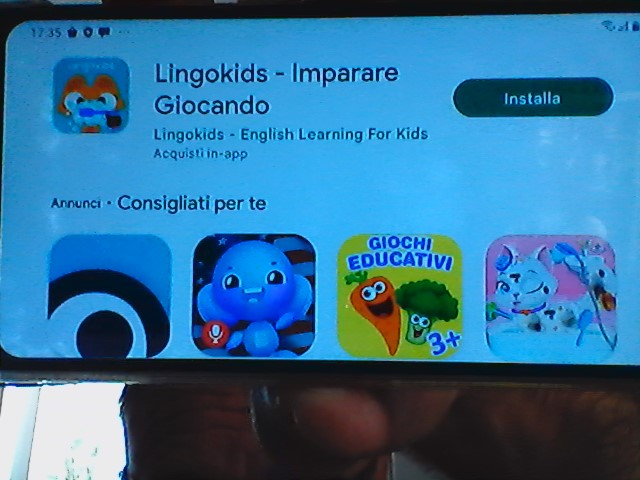 17:35
LINGOKIDS
Lingokids - Imparare
Giocando
Installa
Lingokids - English Learning For Kids
Acquisti in-app
Annunci · Consigliati per te
GIOCHI
EDUCATIVI
3+